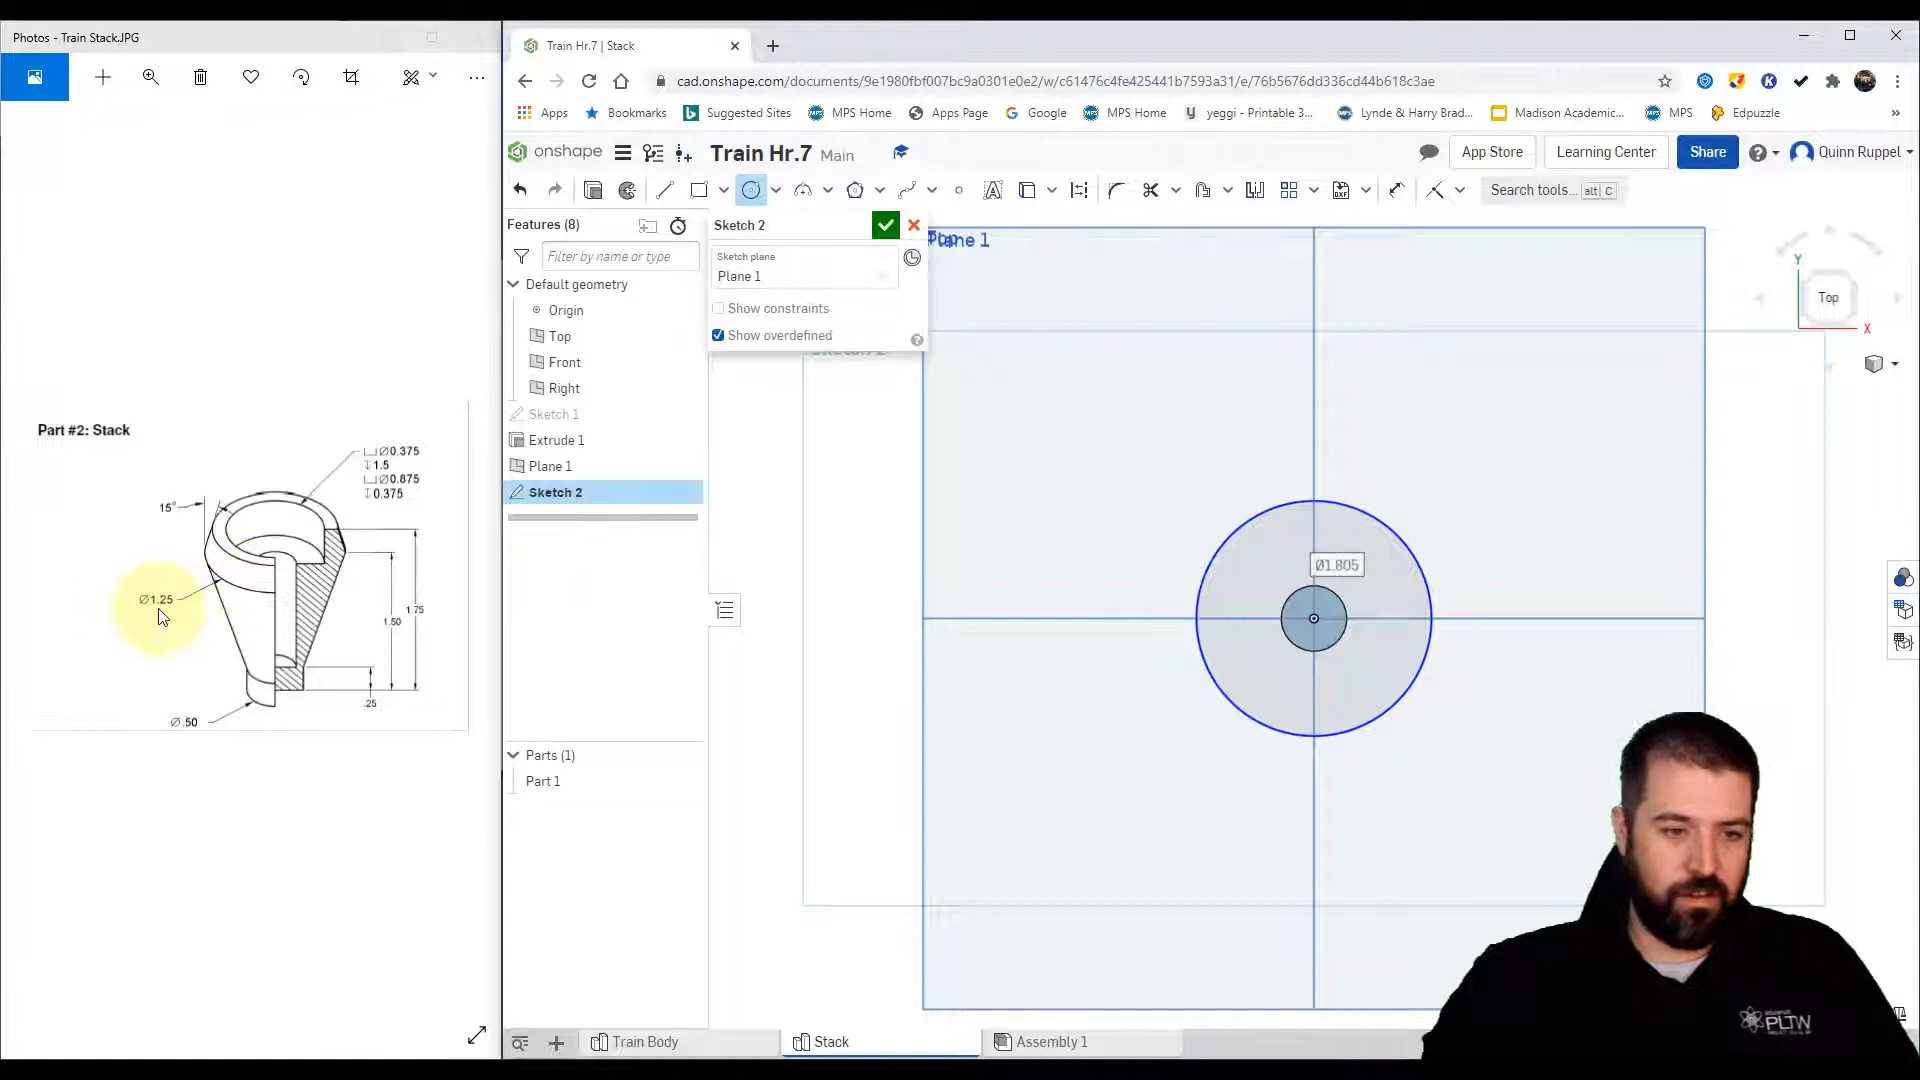 Photos - Train Stack.JPG
Part #2: Stack
⌴∅0.375
↧1.5
⌴∅0.875
↧0.375
15°
∅1.25
1.75
1.50
.25
∅.50
Train Hr.7 | Stack
cad.onshape.com/documents/9e1980fbf007bc9a0301e0e2/w/c61476c4fe425441b7593a31/e/76b5676dd336cd44b618c3ae
Apps
Bookmarks
Suggested Sites
MPS Home
Apps Page
Google
MPS Home
yeggi - Printable 3...
Lynde & Harry Brad...
Madison Academic...
MPS
Edpuzzle
»
onshape
Train Hr.7 Main
App Store
Learning Center
Share
Quinn Ruppel
Search tools... alt C
Features (8)
Filter by name or type
Default geometry
Origin
Top
Front
Right
Sketch 1
Extrude 1
Plane 1
Sketch 2
Parts (1)
Part 1
Sketch 2
Sketch plane
Plane 1
Show constraints
Show overdefined
Sketch 2
Top
Plane 1
Ø1.805
Y
Top
X
Train Body
Stack
Assembly 1
PLTW